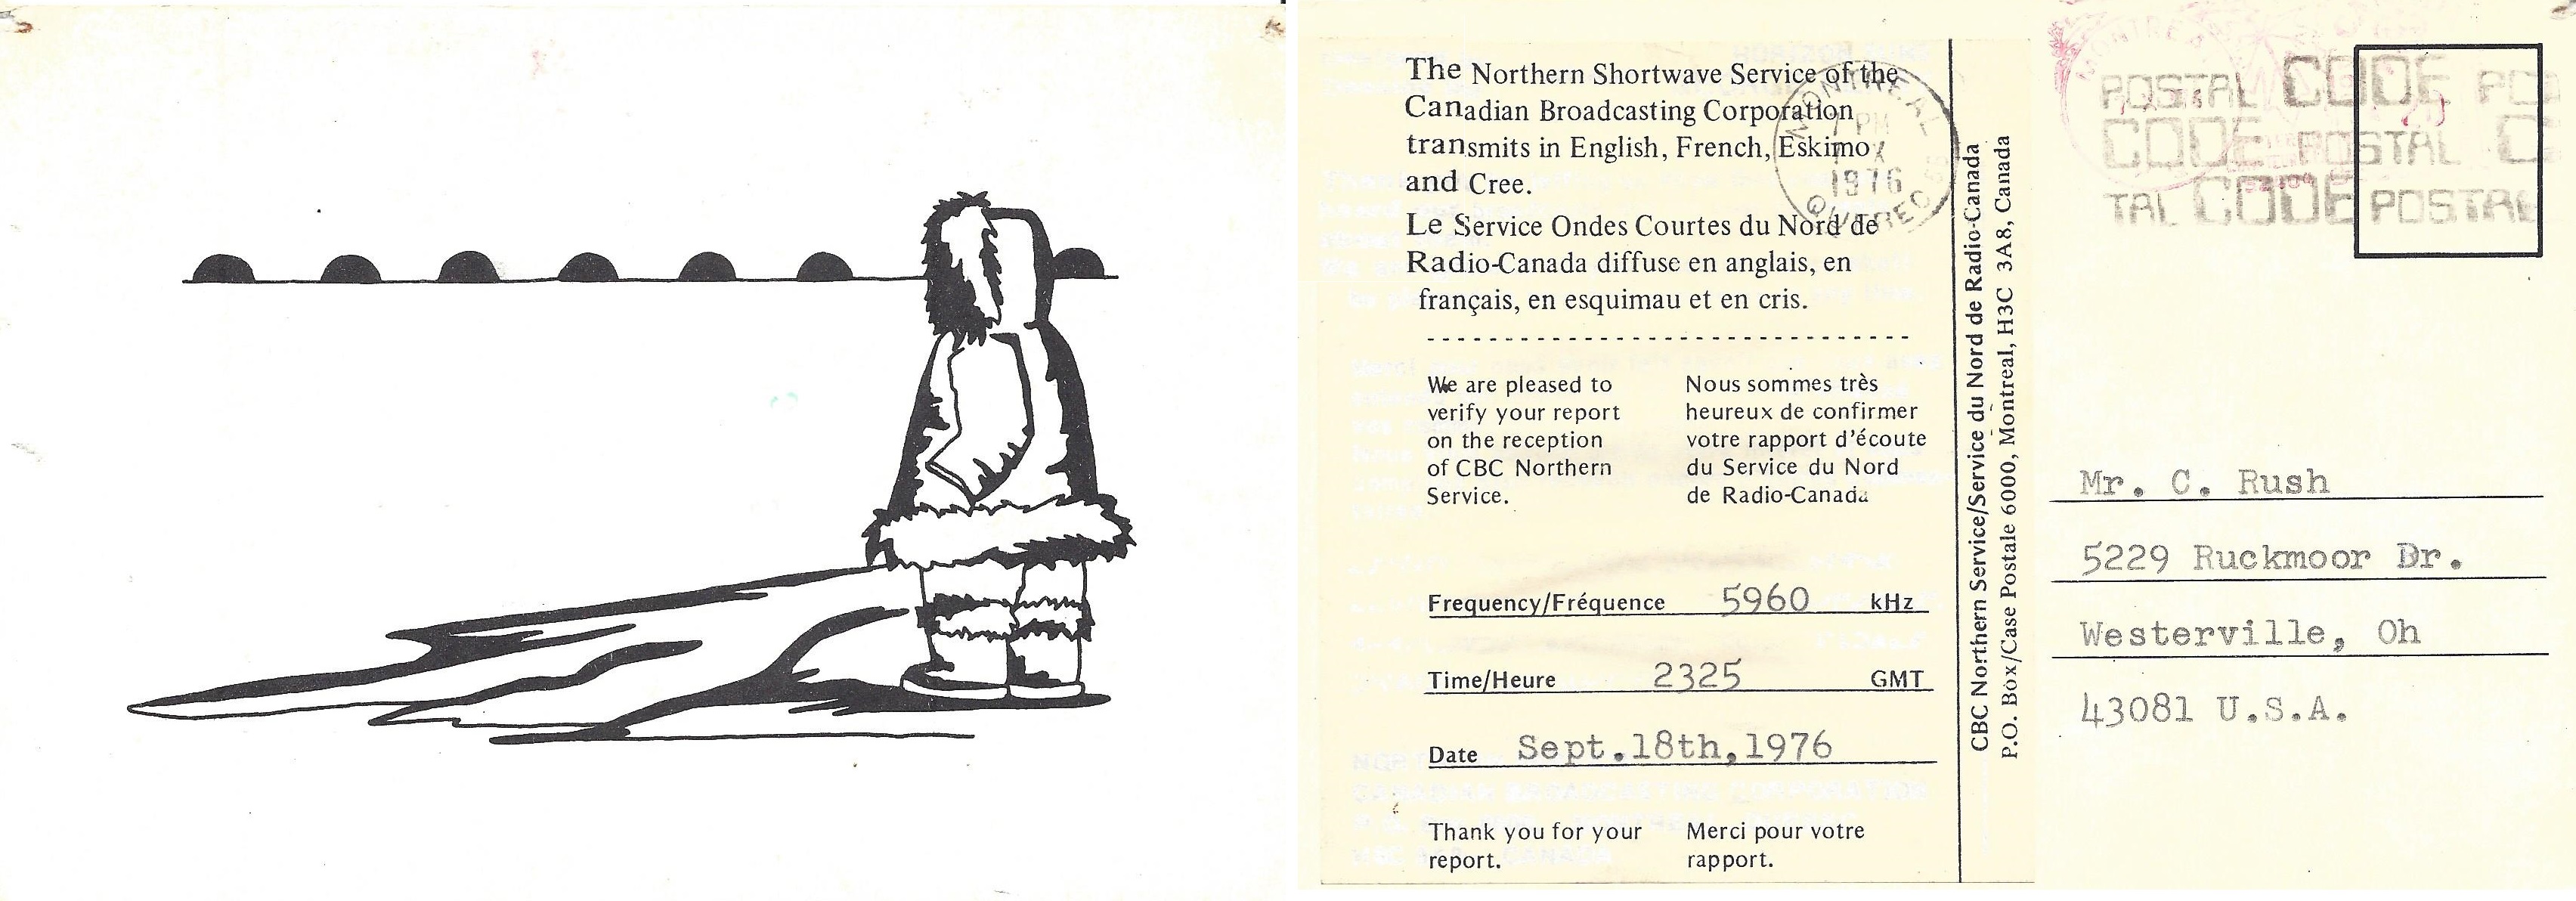 The Northern Shortwave Service of the
Canadian Broadcasting Corporation
transmits in English, French, Eskimo
and Cree.
Le Service Ondes Courtes du Nord de
Radio-Canada diffuse en anglais, en
français, en esquimau et en cris.
We are pleased to
verify your report
on the reception
of CBC Northern
Service.
Nous sommes très
heureux de confirmer
votre rapport d'écoute
du Service du Nord
de Radio-Canada
Frequency/Fréquence 5960 kHz
Time/Heure 2325 GMT
Date Sept.18th,1976
Thank you for your
report.
Merci pour votre
rapport.
MONTREAL
PM
X
1976
QUEBEC
CBC Northern Service/Service du Nord de Radio-Canada
P.O. Box/Case Postale 6000, Montreal, H3C 3A8, Canada
POSTAL CODE PO
CODE POSTAL C
TAL CODE POSTAL
Mr. C. Rush
5229 Ruckmoor Dr.
Westerville, Oh
43081 U.S.A.